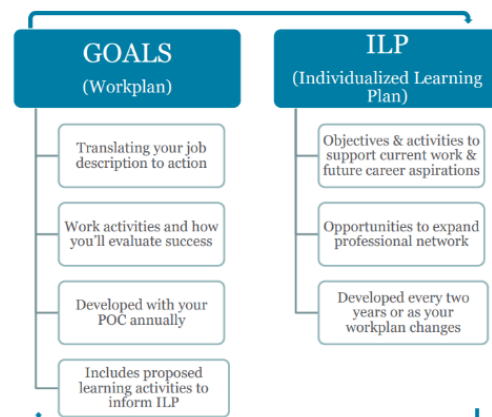 GOALS
(Workplan)
Translating your job
description to action
Work activities and how
you'll evaluate success
Developed with your
POC annually
Includes proposed
learning activities to
inform ILP
ILP
(Individualized Learning
Plan)
Objectives & activities to
support current work &
future career aspirations
Opportunities to expand
professional network
Developed every two
years or as your
workplan changes